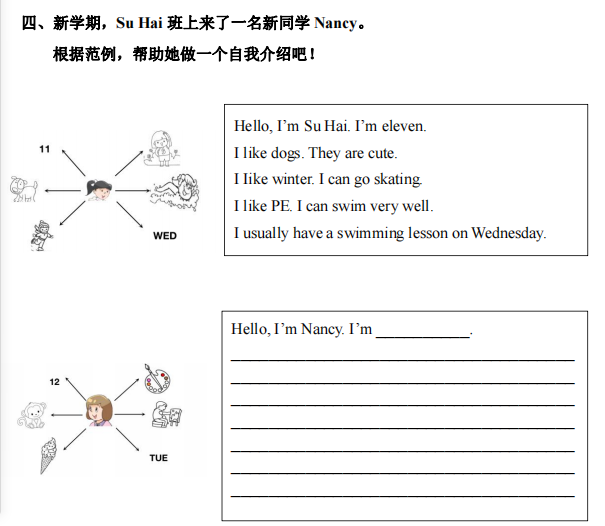 四、新学期，Su Hai 班上来了一名新同学 Nancy。
根据范例，帮助她做一个自我介绍吧！
11
WED
Hello, I’m Su Hai. I’m eleven.
I like dogs. They are cute.
I Iike winter. I can go skating.
I like PE. I can swim very well.
I usually have a swimming lesson on Wednesday.
12
TUE
Hello, I’m Nancy. I’m ____________.